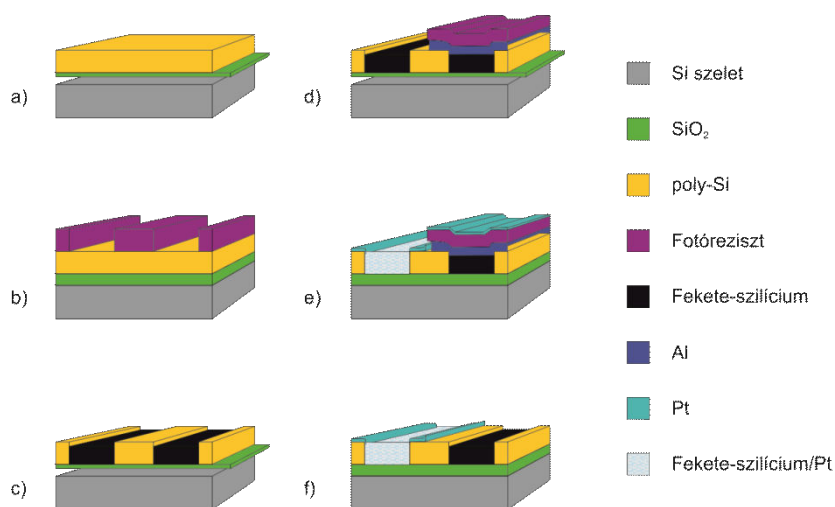 a)
b)
c)
d)
e)
f)
Si szelet
SiO₂
poly-Si
Fotóreziszt
Fekete-szilícium
Al
Pt
Fekete-szilícium/Pt